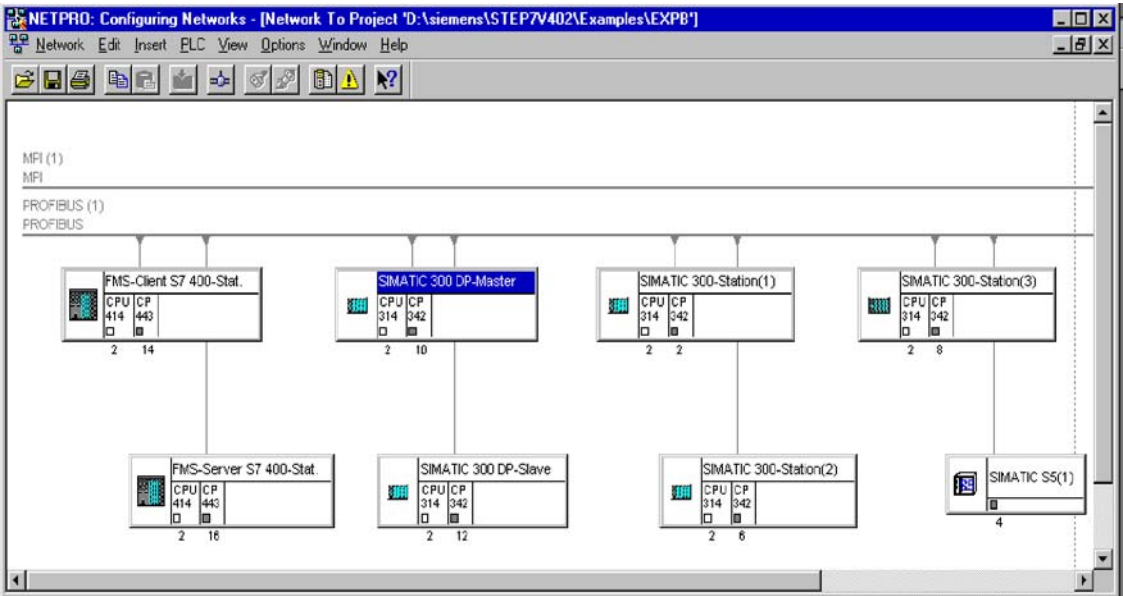 NETPRO: Configuring Networks - [Network To Project 'D:\siemens\STEP7V402\Examples\EXPB']
Network Edit Insert PLC View Options Window Help
MPI (1)
MPI
PROFIBUS (1)
PROFIBUS
FMS-Client S7 400-Stat.
CPU CP
414 443
2 14
SIMATIC 300 DP-Master
CPU CP
314 342
2 10
SIMATIC 300-Station(1)
CPU CP
314 342
2 2
SIMATIC 300-Station(3)
CPU CP
314 342
2 8
FMS-Server S7 400-Stat.
CPU CP
414 443
2 16
SIMATIC 300 DP-Slave
CPU CP
314 342
2 12
SIMATIC 300-Station(2)
CPU CP
314 342
2 6
SIMATIC S5(1)
4